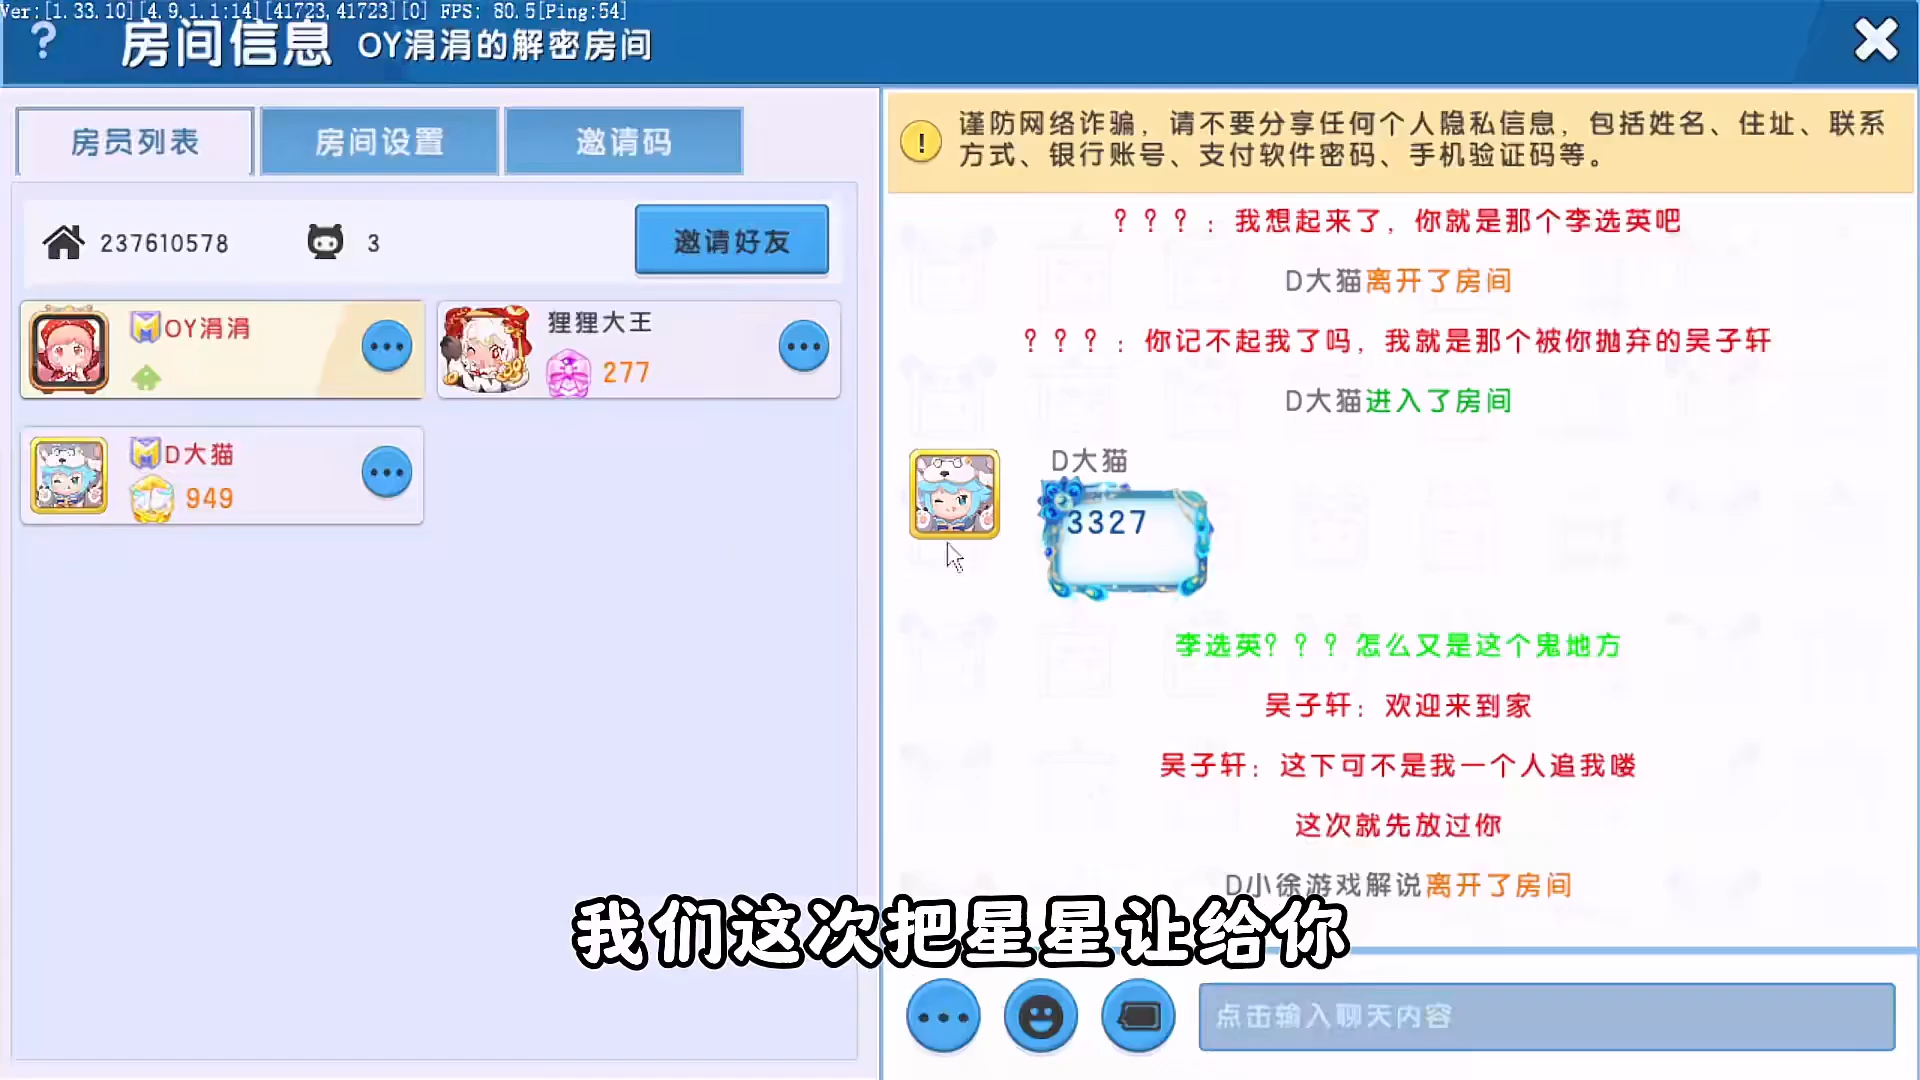 Ver:[1.33.10][4.9.1.1:14][41723,41723][0] FPS: 80.5[Ping:54]
? 房间信息 OY涓涓的解密房间
房员列表 房间设置 邀请码
237610578 3 邀请好友
OY涓涓
狸狸大王
277
D大猫
949
! 谨防网络诈骗，请不要分享任何个人隐私信息，包括姓名、住址、联系
方式、银行账号、支付软件密码、手机验证码等。
？？？：我想起来了，你就是那个李选英吧
D大猫离开了房间
？？？：你记不起我了吗，我就是那个被你抛弃的吴子轩
D大猫进入了房间
D大猫
3327
李选英？？？怎么又是这个鬼地方
吴子轩：欢迎来到家
吴子轩：这下可不是我一个人追我喽
这次就先放过你
D小徐游戏解说离开了房间
我们这次把星星让给你
点击输入聊天内容